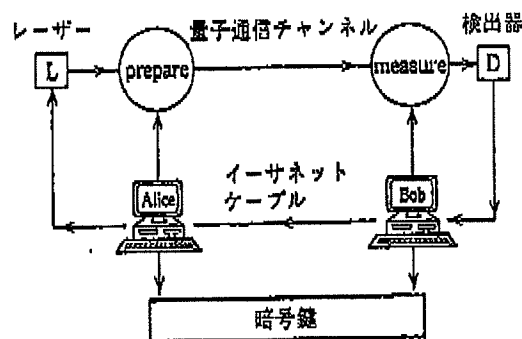 レーザー
量子通信チャンネル
検出器
L
prepare
measure
D
イーサネット
ケーブル
Alice
Bob
暗号鍵